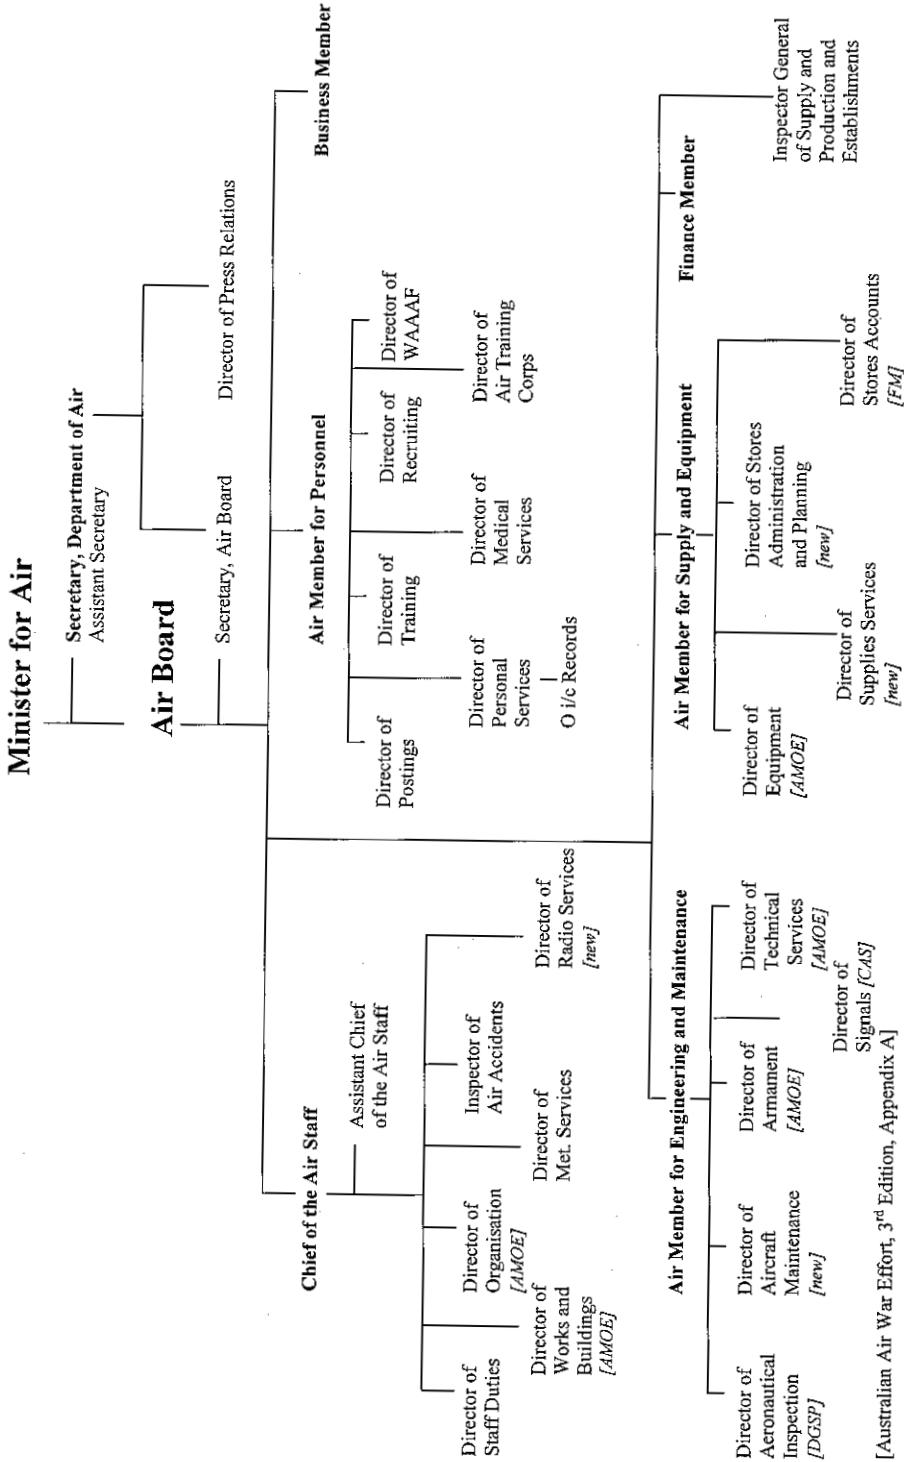 Minister for Air
Secretary, Department of Air
Assistant Secretary
Air Board
Secretary, Air Board
Director of Press Relations
Chief of the Air Staff
Assistant Chief
of the Air Staff
Director of
Staff Duties
Director of
Works and
Buildings
[AMOE]
Director of
Organisation
[AMOE]
Director of
Met. Services
Inspector of
Air Accidents
Director of
Radio Services
[new]
Air Member for Personnel
Director of
Postings
Director of
Personal
Services
O i/c Records
Director of
Training
Director of
Medical
Services
Director of
Recruiting
Director of
Air Training
Corps
Director of
WAAAF
Business Member
Air Member for Engineering and Maintenance
Director of
Aeronautical
Inspection
[DGSP]
Director of
Aircraft
Maintenance
[new]
Director of
Armament
[AMOE]
Director of
Signals [CAS]
Director of
Technical
Services
[AMOE]
Air Member for Supply and Equipment
Director of
Equipment
[AMOE]
Director of
Supplies Services
[new]
Director of Stores
Administration
and Planning
[new]
Director of
Stores Accounts
[FM]
Finance Member
Inspector General
of Supply and
Production and
Establishments
[Australian Air War Effort, 3rd Edition, Appendix A]